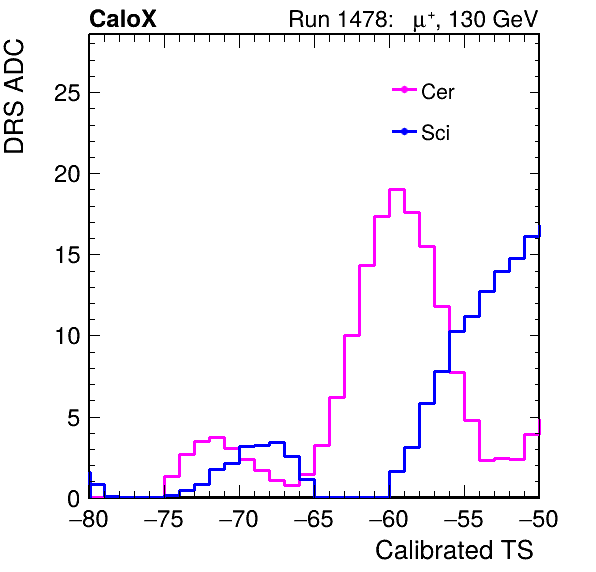 CaloX Run 1478: μ⁺, 130 GeV
DRS ADC
25
20
15
10
5
0
Cer
Sci
−80 −75 −70 −65 −60 −55 −50
Calibrated TS